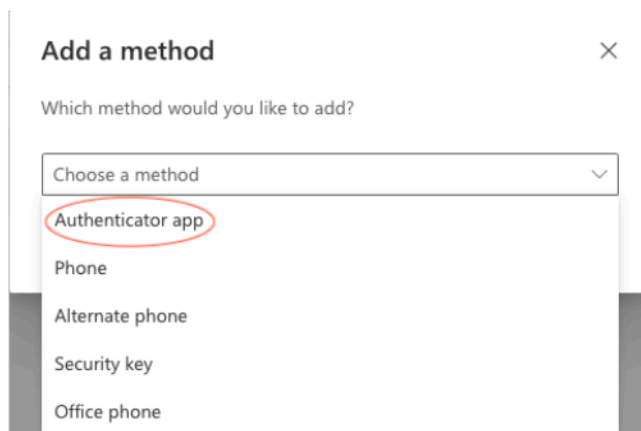 Add a method
Which method would you like to add?
Choose a method
Authenticator app
Phone
Alternate phone
Security key
Office phone